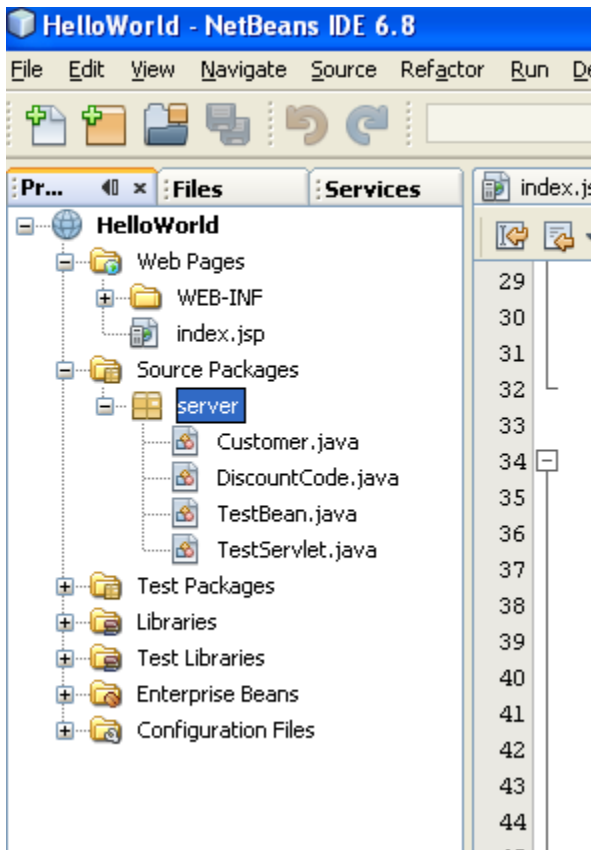 HelloWorld - NetBeans IDE 6.8
File Edit View Navigate Source Refactor Run
Pr... Files Services
HelloWorld
Web Pages
WEB-INF
index.jsp
Source Packages
server
Customer.java
DiscountCode.java
TestBean.java
TestServlet.java
Test Packages
Libraries
Test Libraries
Enterprise Beans
Configuration Files
index.js
29
30
31
32
33
34
35
36
37
38
39
40
41
42
43
44